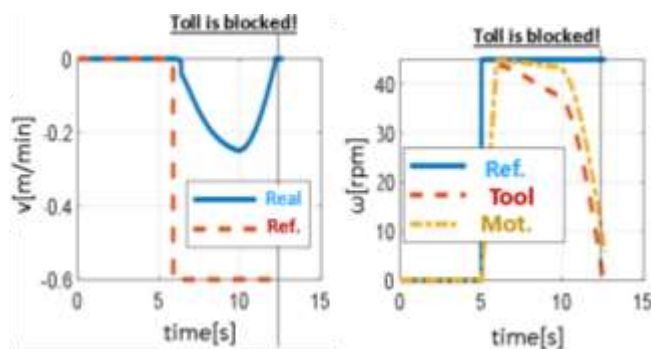 Toll is blocked!
0
-0.2
-0.4
-0.6
v[m/min]
Real
Ref.
0 5 10 15
time[s]
Toll is blocked!
40
30
20
10
0
ω[rpm]
Ref.
Tool
Mot.
0 5 10 15
time[s]